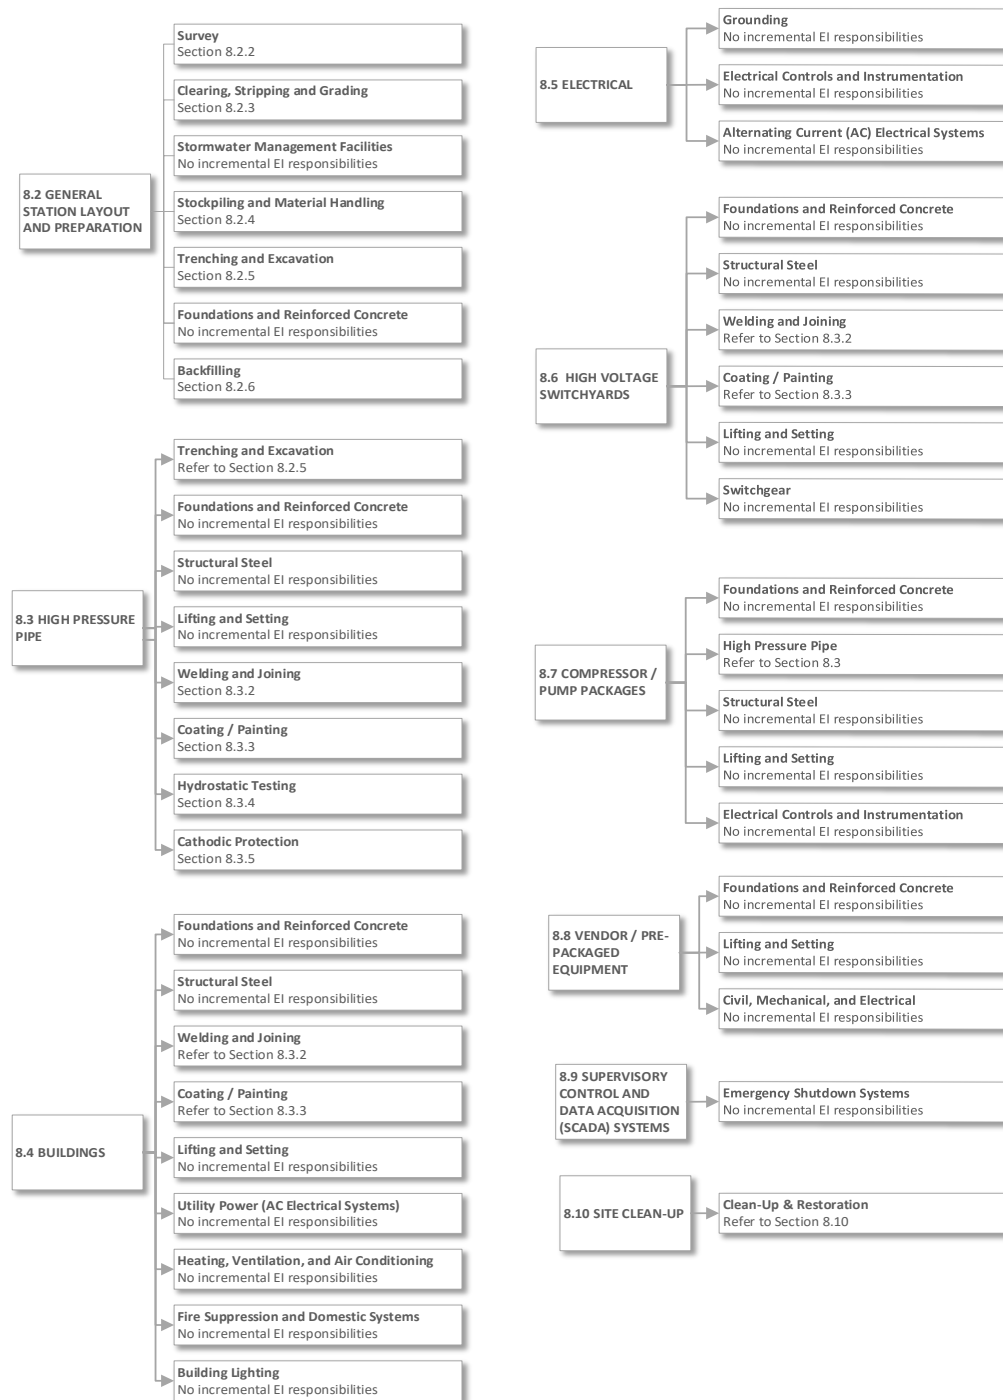 8.2 GENERAL
STATION LAYOUT
AND PREPARATION
Survey
Section 8.2.2
Clearing, Stripping and Grading
Section 8.2.3
Stormwater Management Facilities
No incremental EI responsibilities
Stockpiling and Material Handling
Section 8.2.4
Trenching and Excavation
Section 8.2.5
Foundations and Reinforced Concrete
No incremental EI responsibilities
Backfilling
Section 8.2.6
8.3 HIGH PRESSURE
PIPE
Trenching and Excavation
Refer to Section 8.2.5
Foundations and Reinforced Concrete
No incremental EI responsibilities
Structural Steel
No incremental EI responsibilities
Lifting and Setting
No incremental EI responsibilities
Welding and Joining
Section 8.3.2
Coating / Painting
Section 8.3.3
Hydrostatic Testing
Section 8.3.4
Cathodic Protection
Section 8.3.5
8.4 BUILDINGS
Foundations and Reinforced Concrete
No incremental EI responsibilities
Structural Steel
No incremental EI responsibilities
Welding and Joining
Refer to Section 8.3.2
Coating / Painting
Refer to Section 8.3.3
Lifting and Setting
No incremental EI responsibilities
Utility Power (AC Electrical Systems)
No incremental EI responsibilities
Heating, Ventilation, and Air Conditioning
No incremental EI responsibilities
Fire Suppression and Domestic Systems
No incremental EI responsibilities
Building Lighting
No incremental EI responsibilities
8.5 ELECTRICAL
Grounding
No incremental EI responsibilities
Electrical Controls and Instrumentation
No incremental EI responsibilities
Alternating Current (AC) Electrical Systems
No incremental EI responsibilities
8.6 HIGH VOLTAGE
SWITCHYARDS
Foundations and Reinforced Concrete
No incremental EI responsibilities
Structural Steel
No incremental EI responsibilities
Welding and Joining
Refer to Section 8.3.2
Coating / Painting
Refer to Section 8.3.3
Lifting and Setting
No incremental EI responsibilities
Switchgear
No incremental EI responsibilities
8.7 COMPRESSOR /
PUMP PACKAGES
Foundations and Reinforced Concrete
No incremental EI responsibilities
High Pressure Pipe
Refer to Section 8.3
Structural Steel
No incremental EI responsibilities
Lifting and Setting
No incremental EI responsibilities
Electrical Controls and Instrumentation
No incremental EI responsibilities
8.8 VENDOR / PRE-
PACKAGED
EQUIPMENT
Foundations and Reinforced Concrete
No incremental EI responsibilities
Lifting and Setting
No incremental EI responsibilities
Civil, Mechanical, and Electrical
No incremental EI responsibilities
8.9 SUPERVISORY
CONTROL AND
DATA ACQUISITION
(SCADA) SYSTEMS
Emergency Shutdown Systems
No incremental EI responsibilities
8.10 SITE CLEAN-UP
Clean-Up & Restoration
Refer to Section 8.10